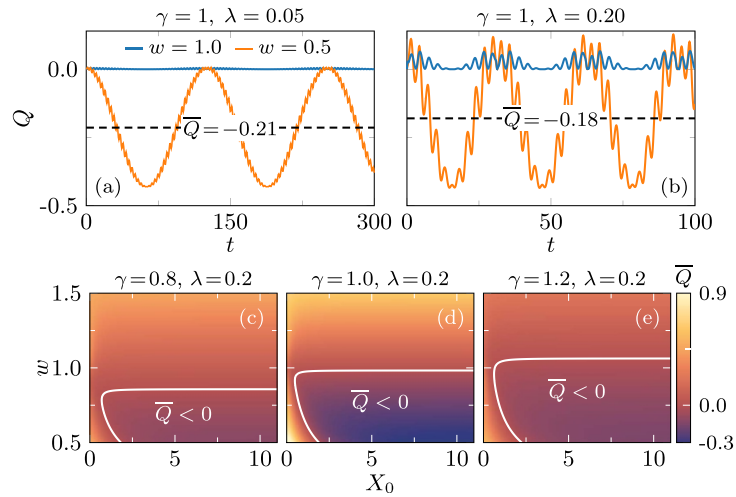 γ = 1, λ = 0.05
γ = 1, λ = 0.20
w = 1.0 w = 0.5
0.0
Q
Q̅ = −0.21
Q̅ = −0.18
(a)
(b)
-0.5
0 150 300
0 50 100
t
t
γ = 0.8, λ = 0.2
γ = 1.0, λ = 0.2
γ = 1.2, λ = 0.2
Q̅
1.5
(c)
(d)
(e)
0.9
w
1.0
Q̅ < 0
Q̅ < 0
Q̅ < 0
0.0
0.5
-0.3
0 5 10
0 5 10
0 5 10
X₀